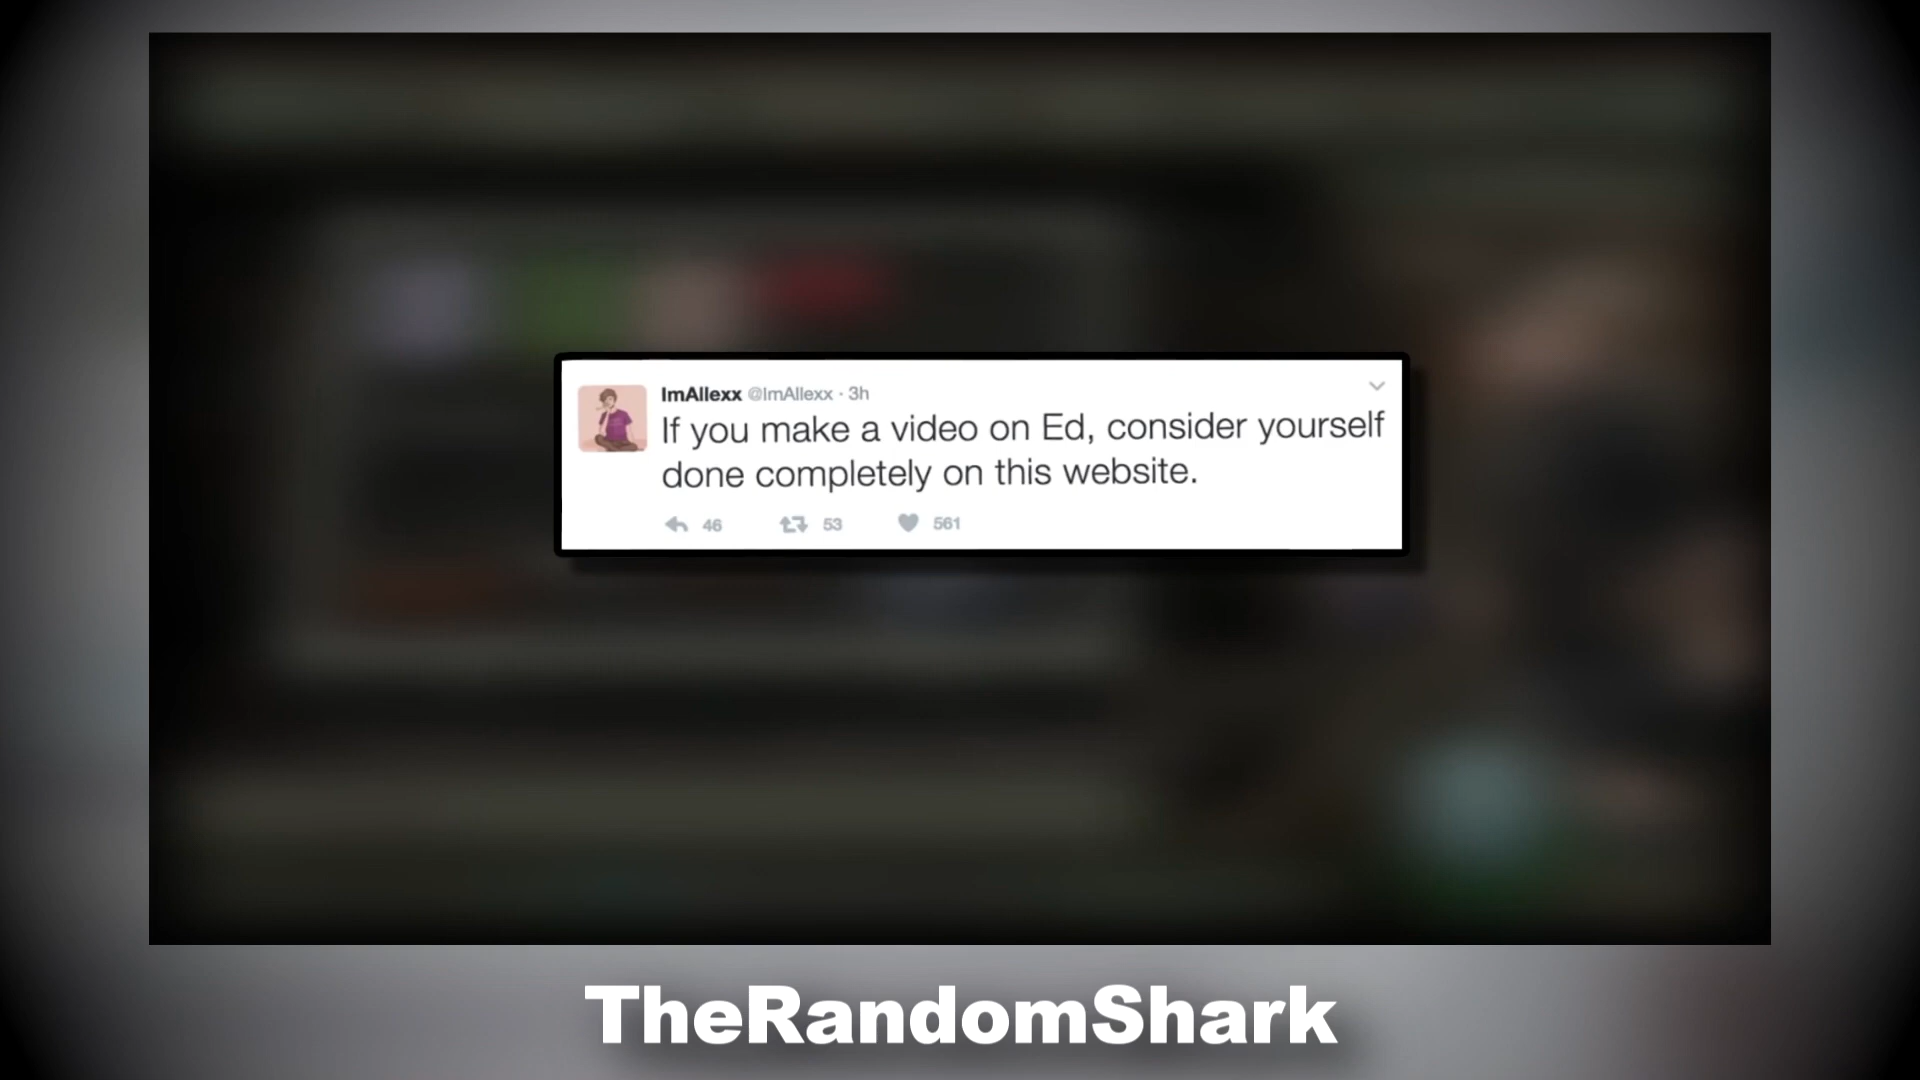 ImAllexx @ImAllexx · 3h
If you make a video on Ed, consider yourself
done completely on this website.
46 53 561
TheRandomShark